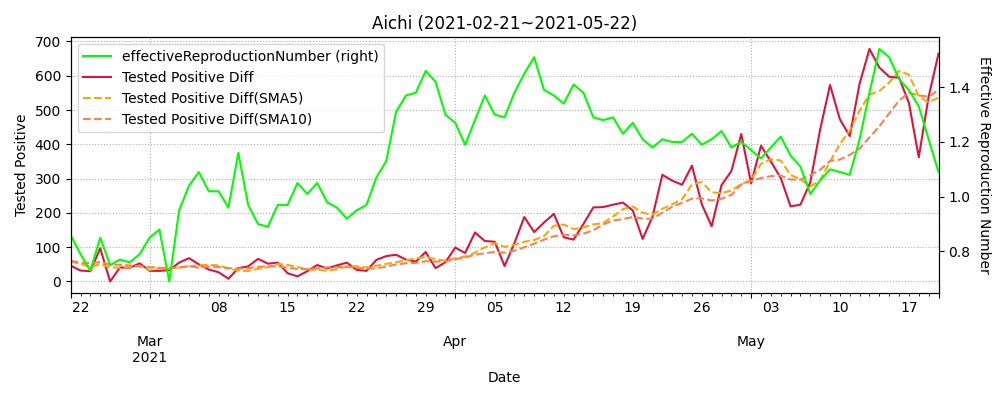 Aichi (2021-02-21~2021-05-22)
effectiveReproductionNumber (right)
Tested Positive Diff
Tested Positive Diff(SMA5)
Tested Positive Diff(SMA10)
Tested Positive
700
600
500
400
300
200
100
0
Effective Reproduction Number
1.4
1.2
1.0
0.8
22 08 15 22 29 05 12 19 26 03 10 17
Mar Apr May
2021
Date